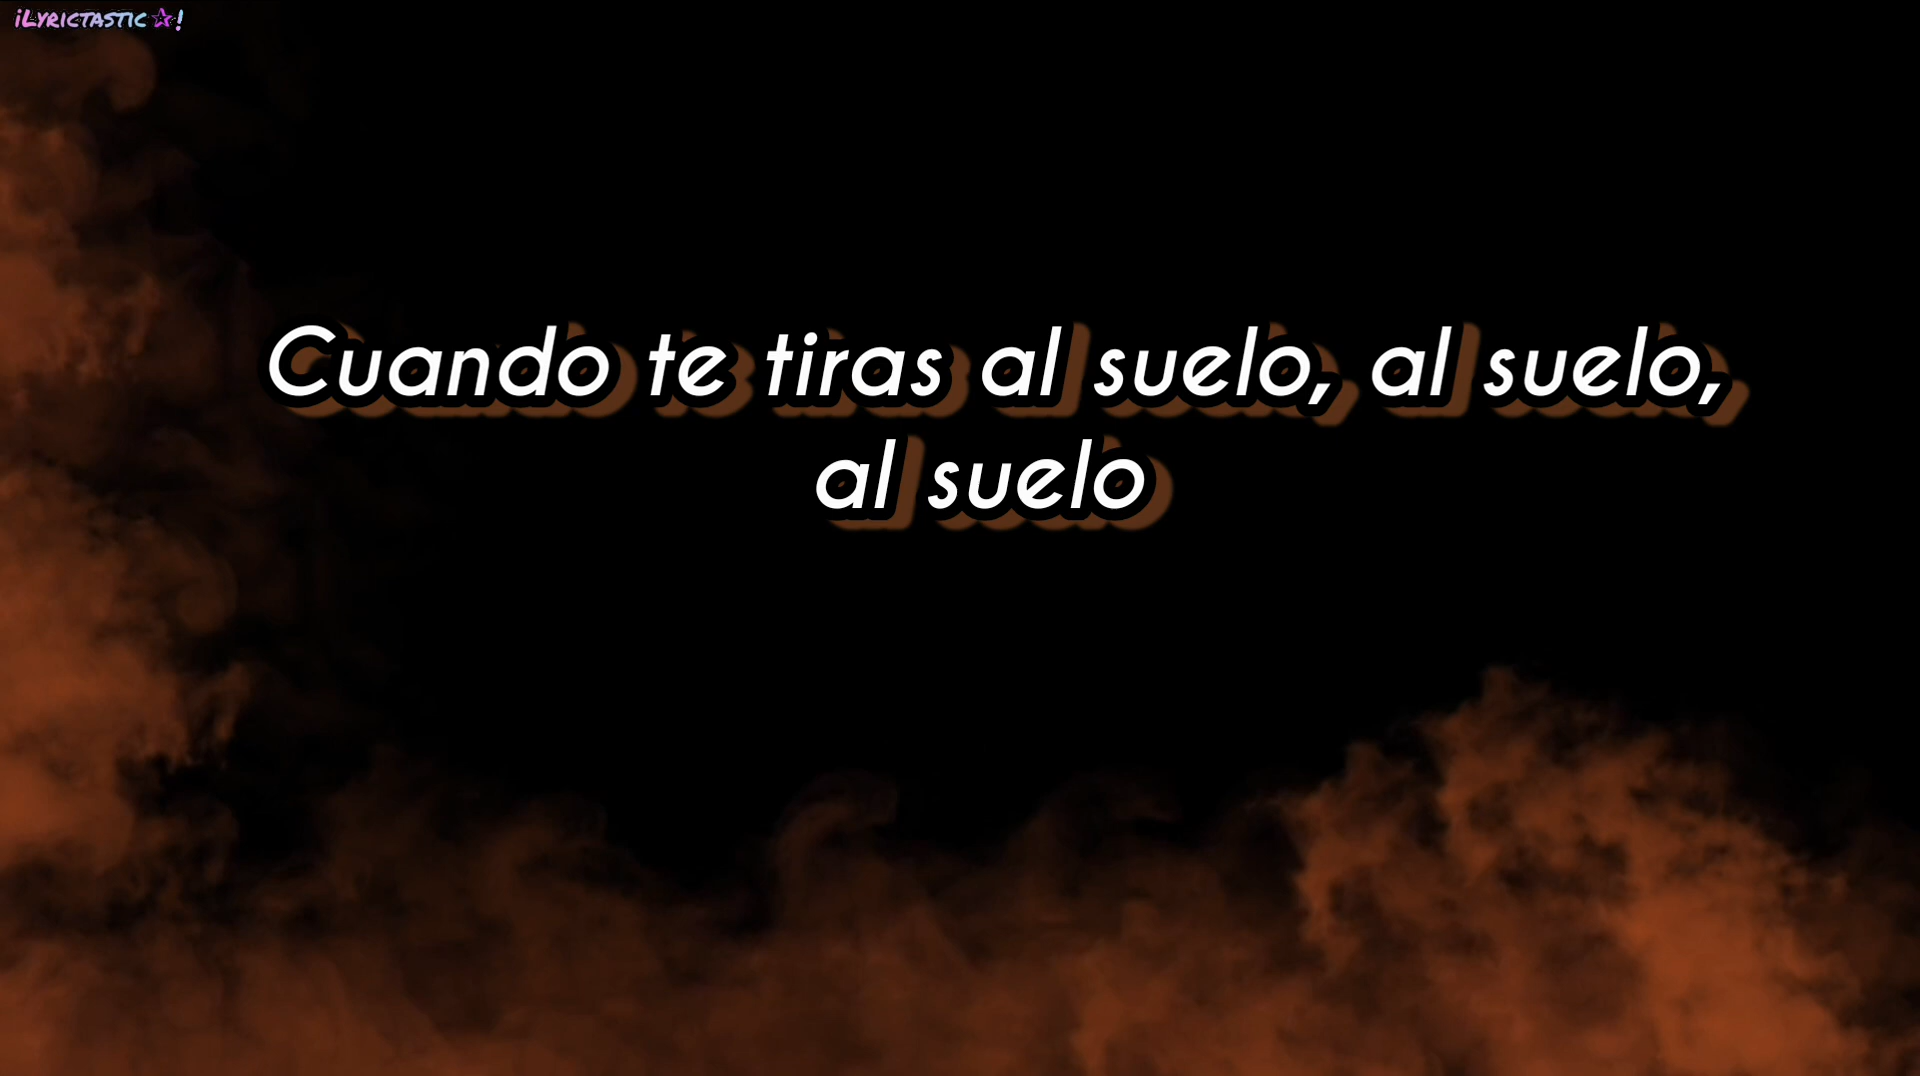 iLyrictastic☆!
Cuando te tiras al suelo, al suelo,
al suelo